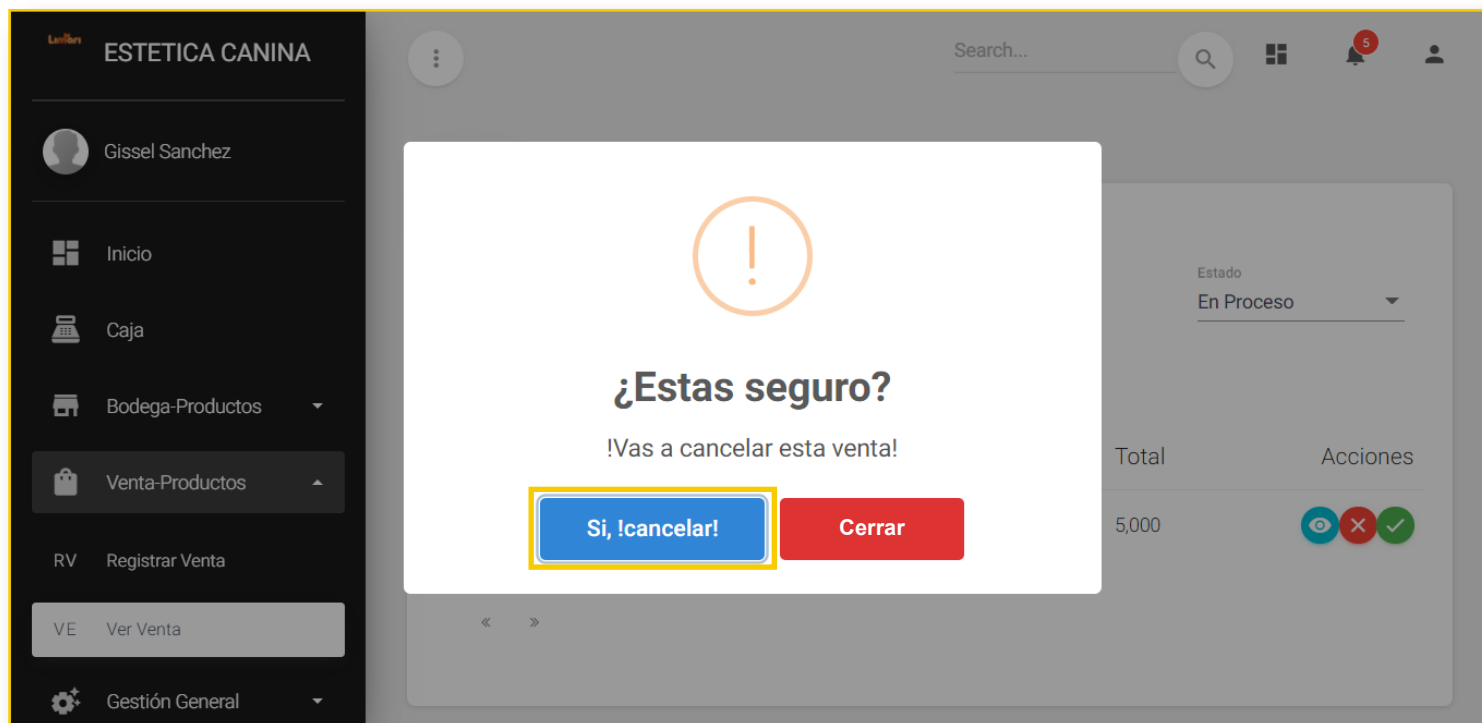 ESTETICA CANINA
Search...
5
Gissel Sanchez
Inicio
Caja
Bodega-Productos
Venta-Productos
RV Registrar Venta
VE Ver Venta
Gestión General
¿Estas seguro?
!Vas a cancelar esta venta!
Si, !cancelar!
Cerrar
Estado
En Proceso
Total
Acciones
5,000
«
»